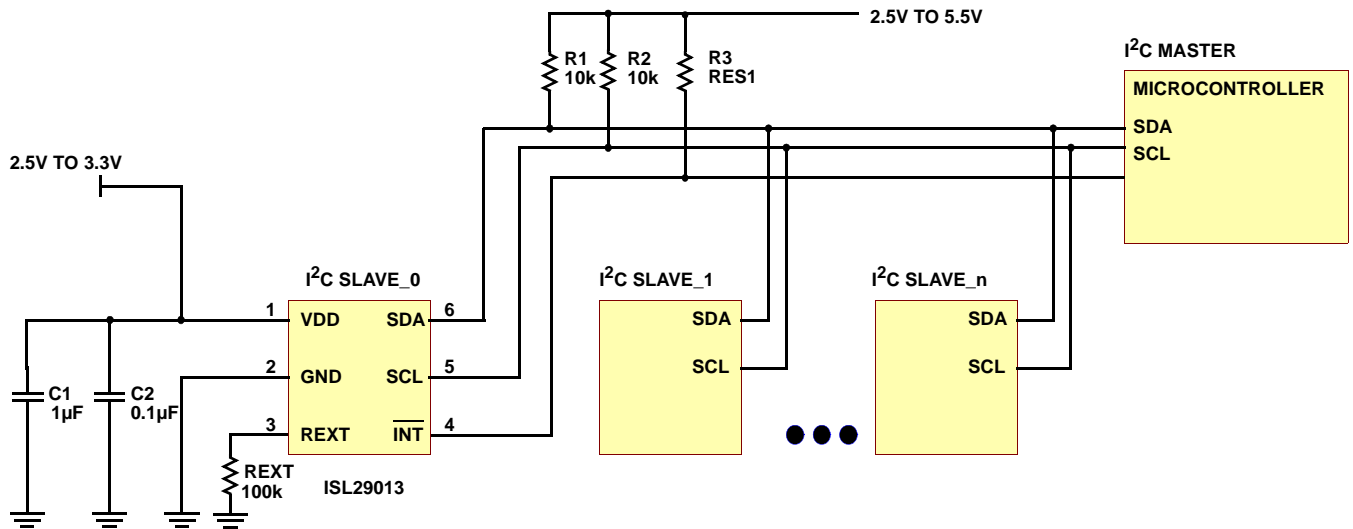 2.5V TO 5.5V
R1
10k
R2
10k
R3
RES1
I²C MASTER
MICROCONTROLLER
SDA
SCL
2.5V TO 3.3V
I²C SLAVE_0
1
VDD
SDA
6
2
GND
SCL
5
3
REXT
INT
4
C1
1µF
C2
0.1µF
REXT
100k
ISL29013
I²C SLAVE_1
SDA
SCL
I²C SLAVE_n
SDA
SCL